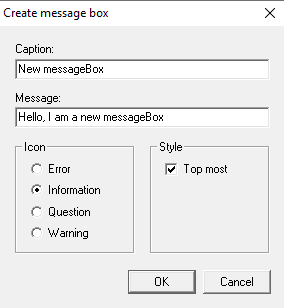 Create message box
Caption:
New messageBox
Message:
Hello, I am a new messageBox
Icon
Error
Information
Question
Warning
Style
Top most
OK
Cancel